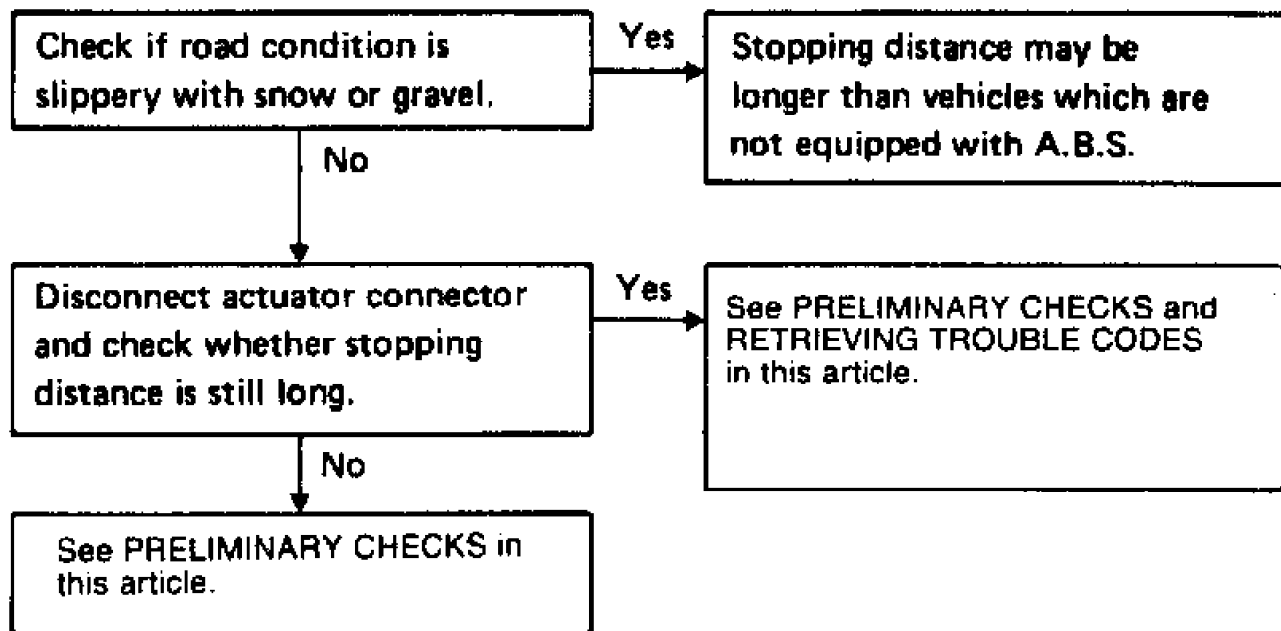 Check if road condition is
slippery with snow or gravel.
Yes
Stopping distance may be
longer than vehicles which are
not equipped with A.B.S.
No
Disconnect actuator connector
and check whether stopping
distance is still long.
Yes
See PRELIMINARY CHECKS and
RETRIEVING TROUBLE CODES
in this article.
No
See PRELIMINARY CHECKS in
this article.